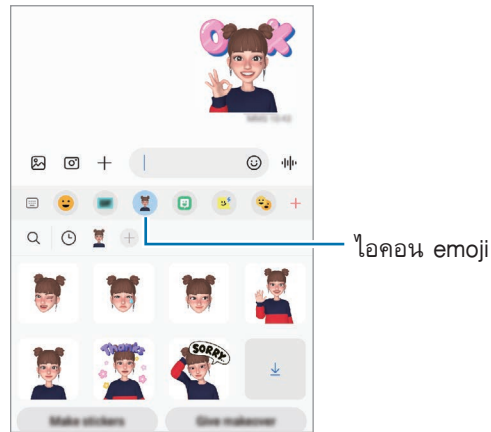 OK
ไอคอน emoji
Thanks
SORRY
Make stickers
Give makeover